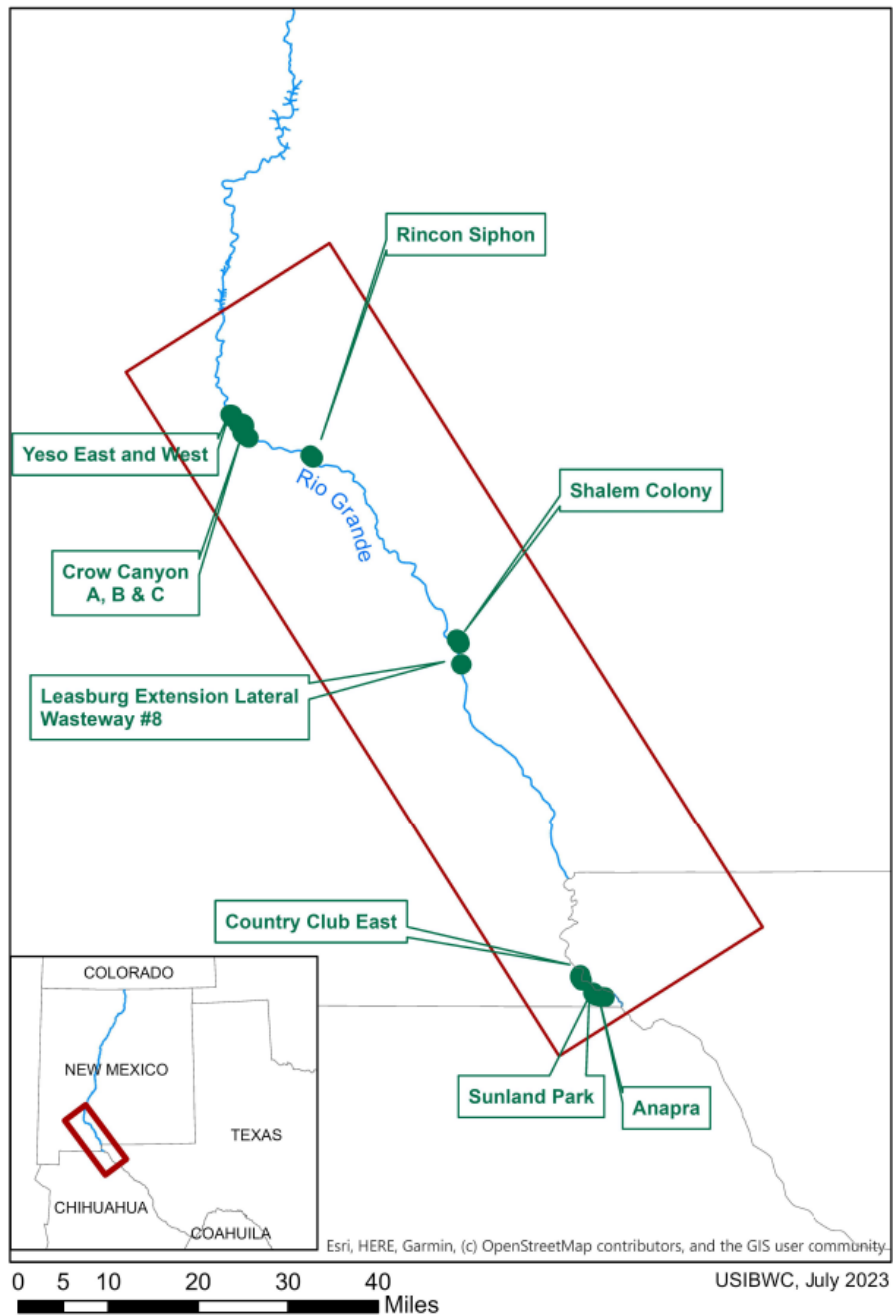 Rincon Siphon
Yeso East and West
Rio Grande
Shalem Colony
Crow Canyon
A, B & C
Leasburg Extension Lateral
Wasteway #8
Country Club East
Sunland Park
Anapra
COLORADO
NEW MEXICO
TEXAS
CHIHUAHUA
COAHUILA
Esri, HERE, Garmin, (c) OpenStreetMap contributors, and the GIS user community
0 5 10 20 30 40
Miles
USIBWC, July 2023